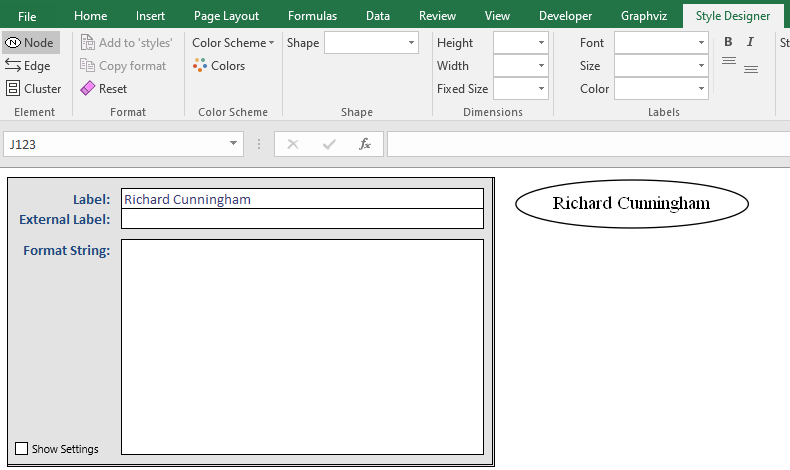 File Home Insert Page Layout Formulas Data Review View Developer Graphviz Style Designer
Node Add to 'styles' Color Scheme Shape Height Font B I St
Edge Copy format Colors Width Size
Cluster Reset Fixed Size Color
Element Format Color Scheme Shape Dimensions Labels
J123 fx
Label: Richard Cunningham Richard Cunningham
External Label:
Format String:
Show Settings